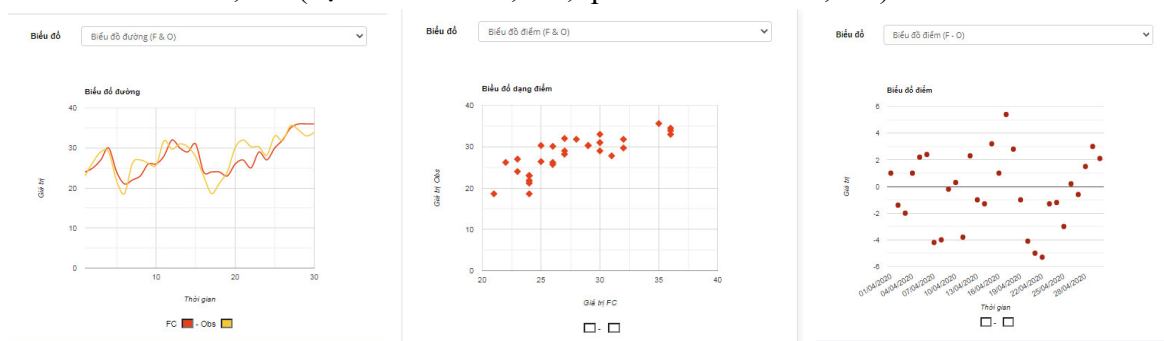 Biểu đồ Biểu đồ đường (F & O)
Biểu đồ đường
40
30
20
10
0
Giá trị
10 20 30
Thời gian
FC - Obs
Biểu đồ Biểu đồ điểm (F & O)
Biểu đồ dạng điểm
40
30
20
10
0
Giá trị Obs
20 25 30 35 40
Giá trị FC
-
Biểu đồ Biểu đồ điểm (F - O)
Biểu đồ điểm
6
4
2
0
-2
-4
-6
Giá trị
01/04/2020 04/04/2020 07/04/2020 10/04/2020 13/04/2020 16/04/2020 19/04/2020 22/04/2020 25/04/2020 28/04/2020
Thời gian
-